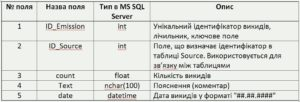 № поля
Назва поля
Тип в MS SQL
Server
Опис
1
ID_Emission
int
Унікальний ідентифікатор викидів,
лічильник, ключове поле
2
ID_Source
int
Поле, що визначає ідентифікатор в
таблиці Source. Використовується для
зв'язку між таблицями
3
count
float
Кількість викидів
4
Text
nchar(100)
Пояснення (коментар)
5
date
datetime
Дата викидів у форматі "##.##.####"